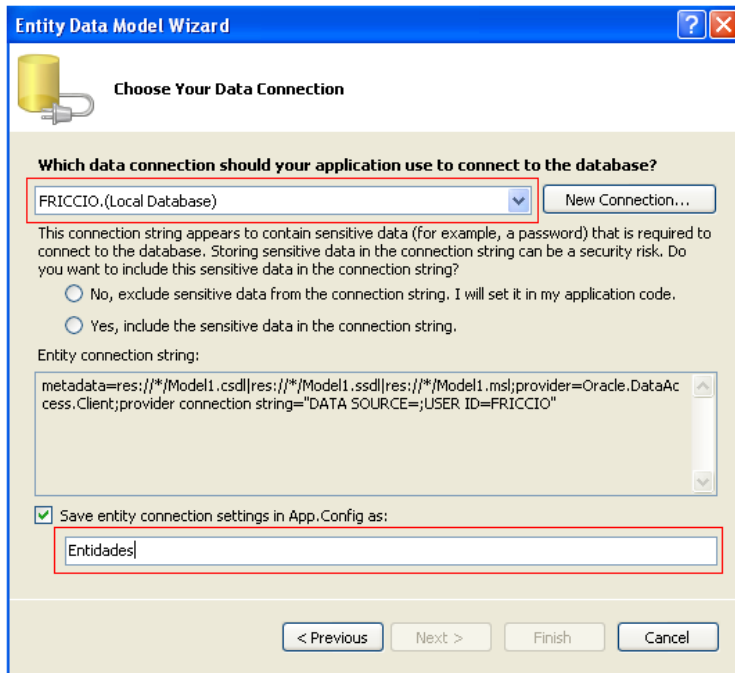 Entity Data Model Wizard
?
X
Choose Your Data Connection
Which data connection should your application use to connect to the database?
FRICCIO.(Local Database)
New Connection...
This connection string appears to contain sensitive data (for example, a password) that is required to
connect to the database. Storing sensitive data in the connection string can be a security risk. Do
you want to include this sensitive data in the connection string?
No, exclude sensitive data from the connection string. I will set it in my application code.
Yes, include the sensitive data in the connection string.
Entity connection string:
metadata=res://*/Model1.csdl|res://*/Model1.ssdl|res://*/Model1.msl;provider=Oracle.DataAc
cess.Client;provider connection string="DATA SOURCE=;USER ID=FRICCIO"
Save entity connection settings in App.Config as:
Entidades
< Previous
Next >
Finish
Cancel